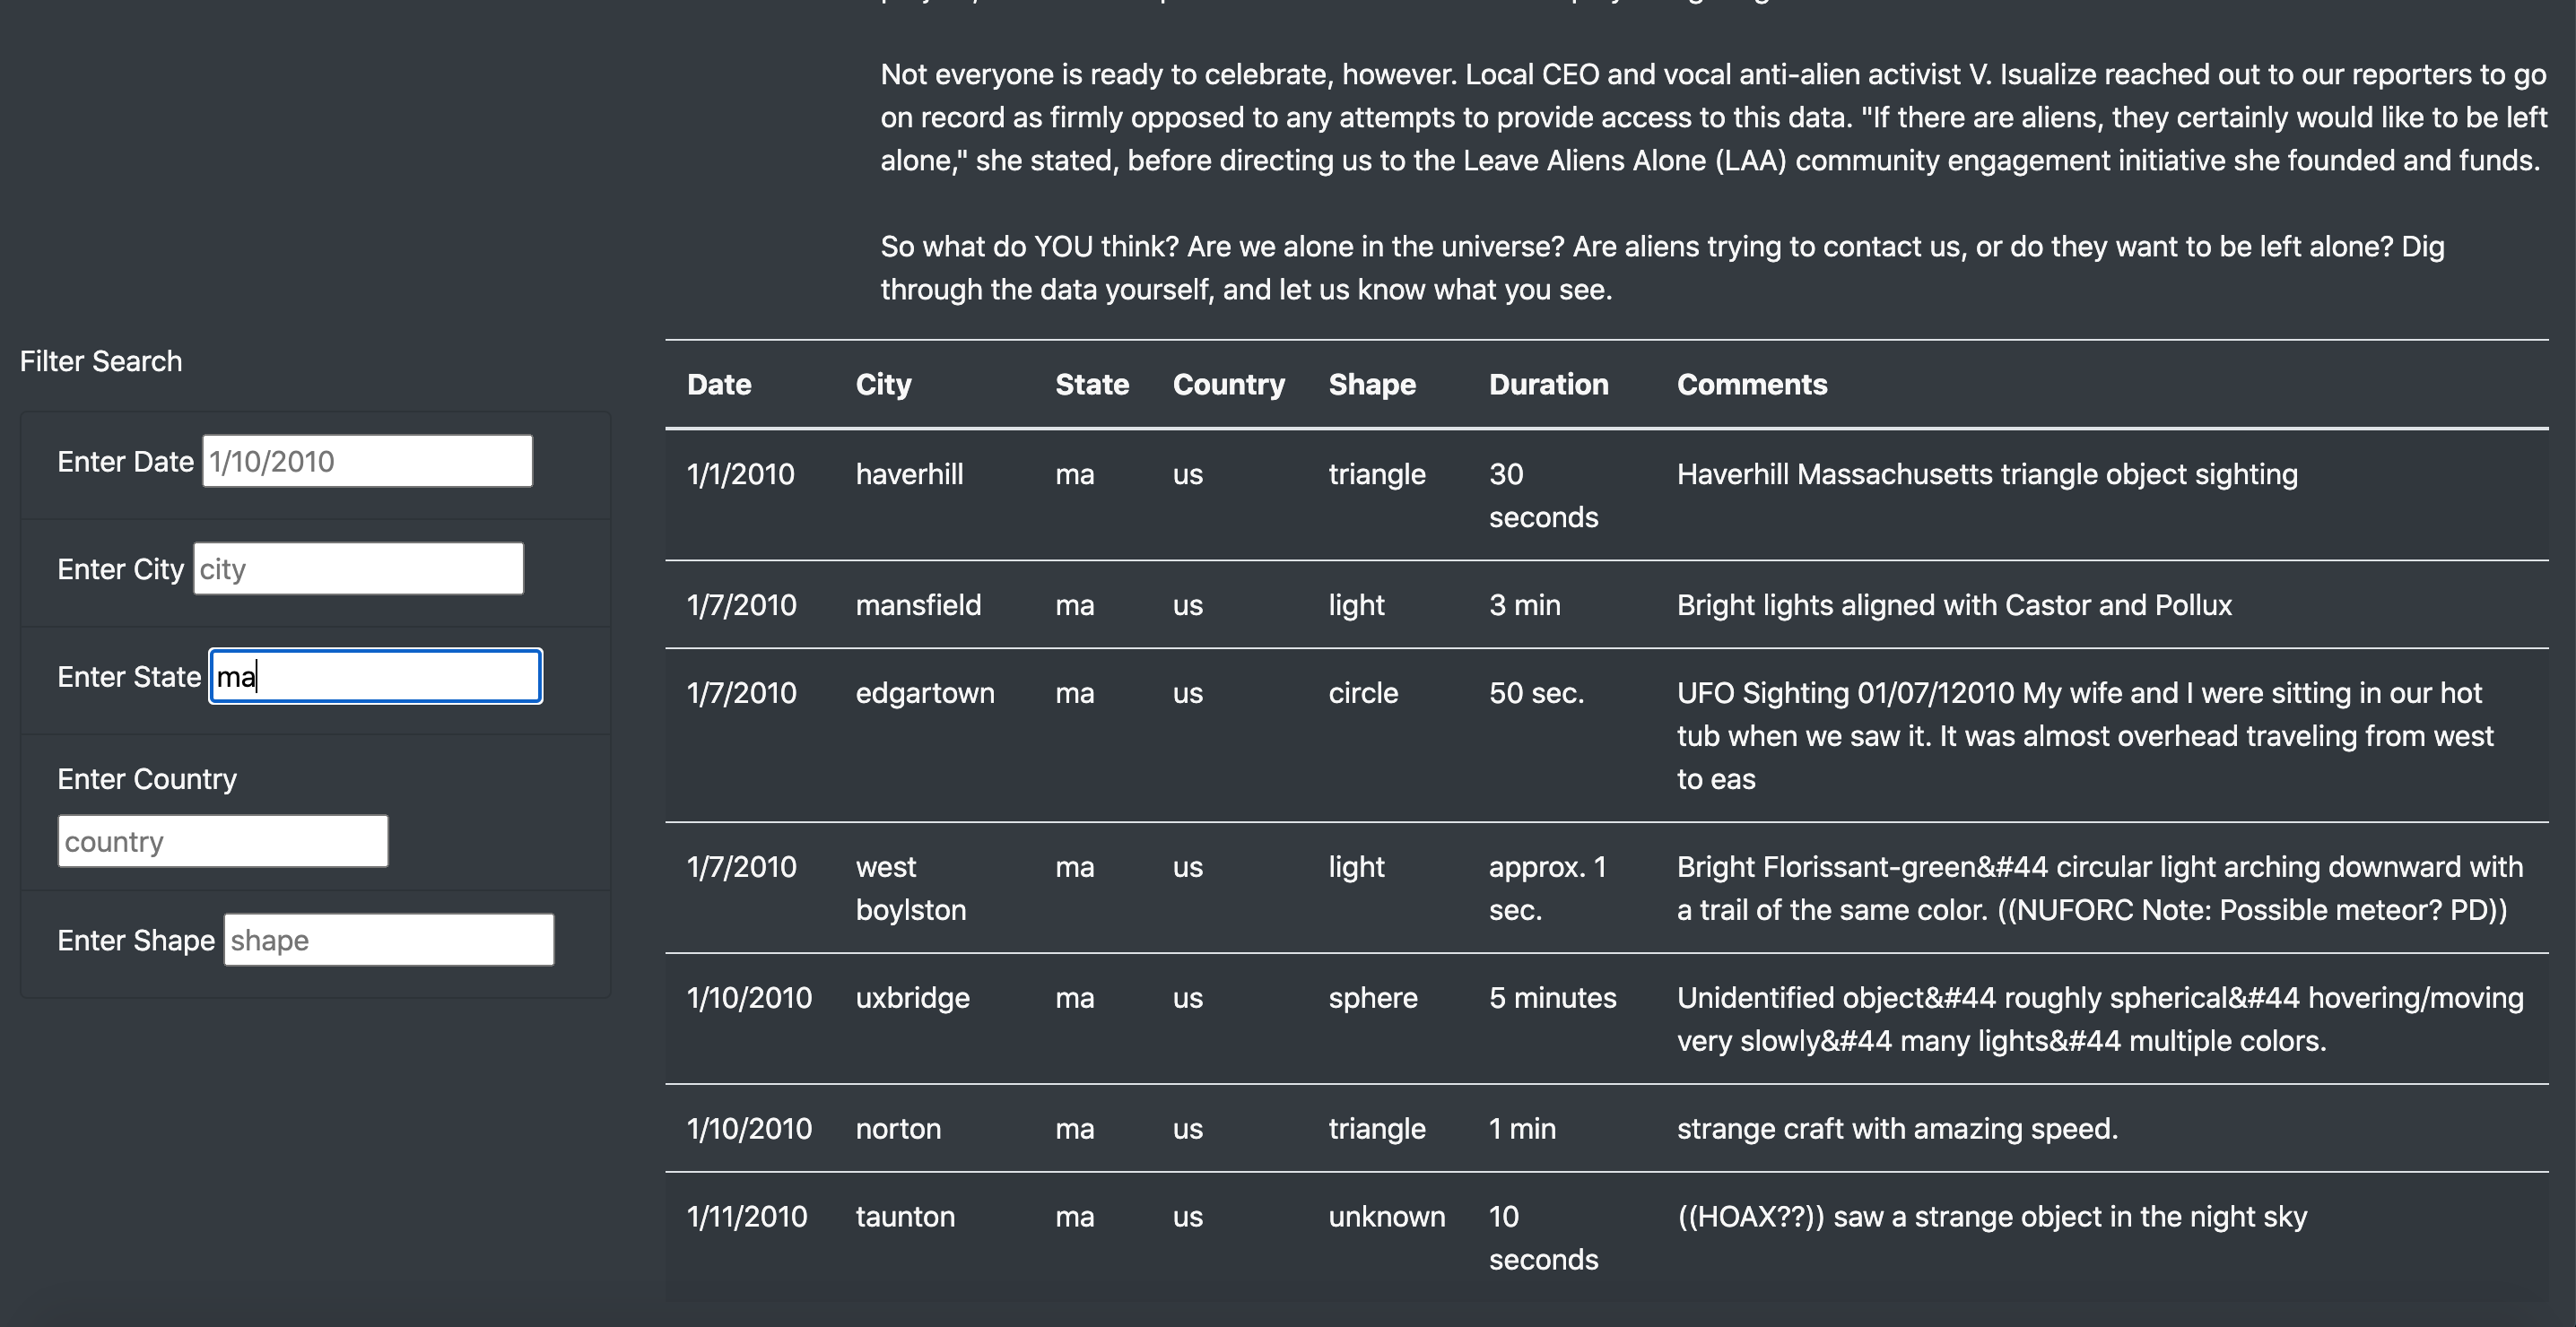 Not everyone is ready to celebrate, however. Local CEO and vocal anti-alien activist V. Isualize reached out to our reporters to go
on record as firmly opposed to any attempts to provide access to this data. "If there are aliens, they certainly would like to be left
alone," she stated, before directing us to the Leave Aliens Alone (LAA) community engagement initiative she founded and funds.
So what do YOU think? Are we alone in the universe? Are aliens trying to contact us, or do they want to be left alone? Dig
through the data yourself, and let us know what you see.
Filter Search
Enter Date 1/10/2010
Enter City city
Enter State ma
Enter Country
country
Enter Shape shape
Date City State Country Shape Duration Comments
1/1/2010 haverhill ma us triangle 30 Haverhill Massachusetts triangle object sighting
seconds
1/7/2010 mansfield ma us light 3 min Bright lights aligned with Castor and Pollux
1/7/2010 edgartown ma us circle 50 sec. UFO Sighting 01/07/12010 My wife and I were sitting in our hot
tub when we saw it. It was almost overhead traveling from west
to eas
1/7/2010 west ma us light approx. 1 Bright Florissant-green&#44 circular light arching downward with
boylston sec. a trail of the same color. ((NUFORC Note: Possible meteor? PD))
1/10/2010 uxbridge ma us sphere 5 minutes Unidentified object&#44 roughly spherical&#44 hovering/moving
very slowly&#44 many lights&#44 multiple colors.
1/10/2010 norton ma us triangle 1 min strange craft with amazing speed.
1/11/2010 taunton ma us unknown 10 ((HOAX??)) saw a strange object in the night sky
seconds